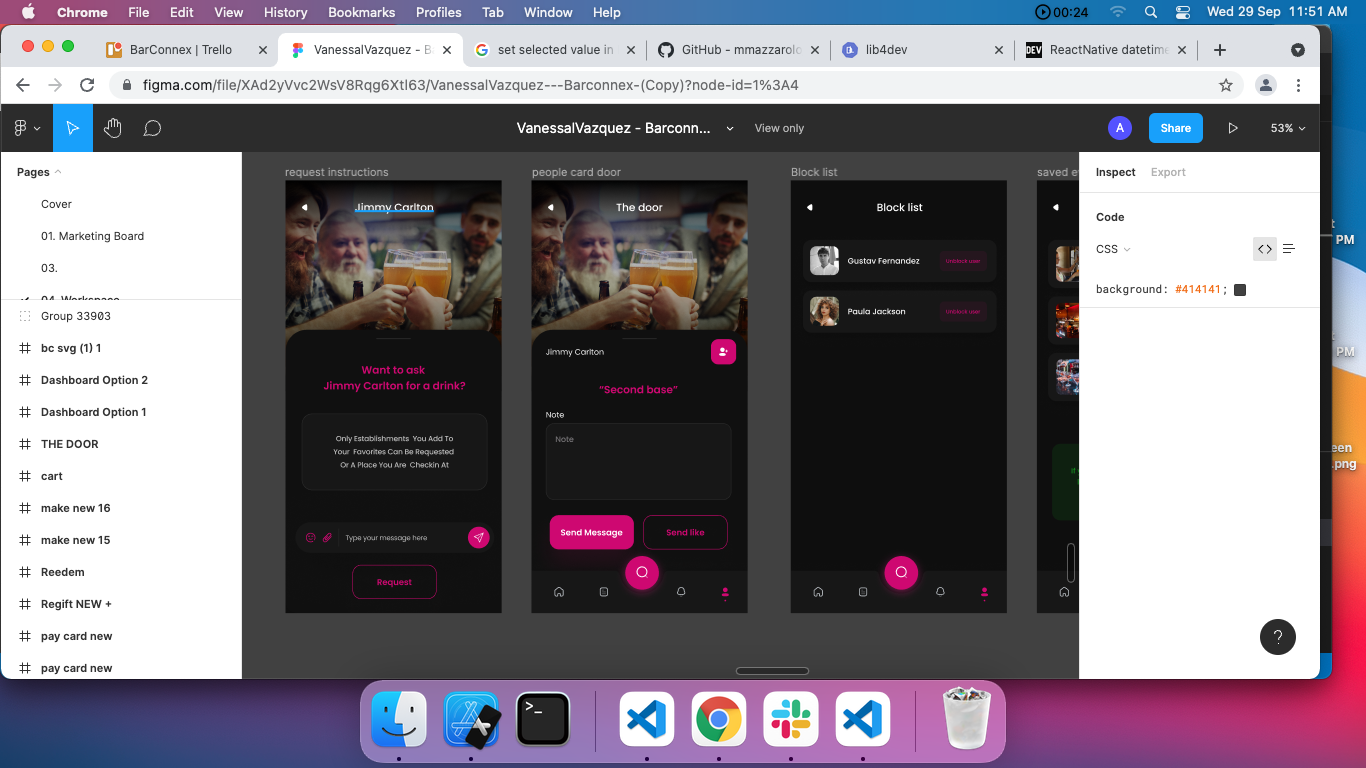 Chrome File Edit View History Bookmarks Profiles Tab Window Help 00:24 Wed 29 Sep 11:51 AM
BarConnex | Trello VanessalVazquez - B set selected value in GitHub - mmazzarolo lib4dev DEV ReactNative datetime
figma.com/file/XAd2yVvc2WsV8Rqg6Xtl63/VanessalVazquez---Barconnex-(Copy)?node-id=1%3A4
VanessalVazquez - Barconn... View only A Share 53%
Pages
Cover
01. Marketing Board
03.
04. Workspace
Group 33903
bc svg (1) 1
Dashboard Option 2
Dashboard Option 1
THE DOOR
cart
make new 16
make new 15
Reedem
Regift NEW +
pay card new
pay card new
request instructions
Jimmy Carlton
Want to ask
Jimmy Carlton for a drink?
Only Establishments You Add To
Your Favorites Can Be Requested
Or A Place You Are Checkin At
Type your message here
Request
people card door
The door
Jimmy Carlton
"Second base"
Note
Note
Send Message Send like
Block list
Block list
Gustav Fernandez Unblock user
Paula Jackson Unblock user
saved e
If
Inspect Export
Code
CSS
background: #414141;
?
PM
PM
een
.png